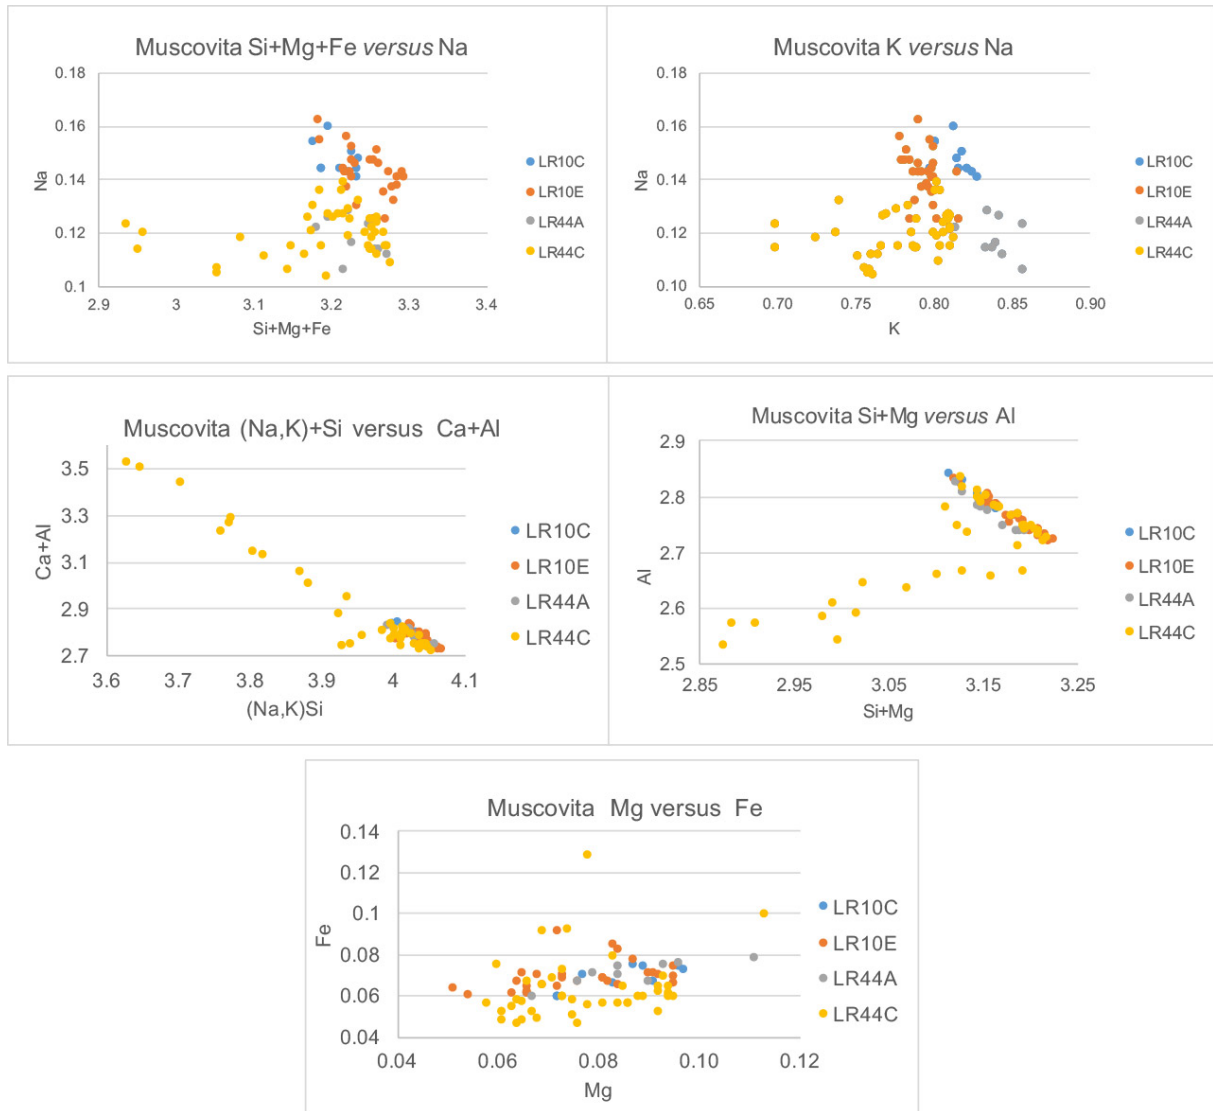 Muscovita Si+Mg+Fe versus Na
0.18
0.16
0.14
0.12
0.1
Na
2.9 3 3.1 3.2 3.3 3.4
Si+Mg+Fe
LR10C
LR10E
LR44A
LR44C
Muscovita K versus Na
0.18
0.16
0.14
0.12
0.10
Na
0.65 0.70 0.75 0.80 0.85 0.90
K
LR10C
LR10E
LR44A
LR44C
Muscovita (Na,K)+Si versus Ca+Al
3.5
3.3
3.1
2.9
2.7
Ca+Al
3.6 3.7 3.8 3.9 4 4.1
(Na,K)Si
LR10C
LR10E
LR44A
LR44C
Muscovita Si+Mg versus Al
2.9
2.8
2.7
2.6
2.5
Al
2.85 2.95 3.05 3.15 3.25
Si+Mg
LR10C
LR10E
LR44A
LR44C
Muscovita Mg versus Fe
0.14
0.12
0.1
0.08
0.06
0.04
Fe
0.04 0.06 0.08 0.10 0.12
Mg
LR10C
LR10E
LR44A
LR44C